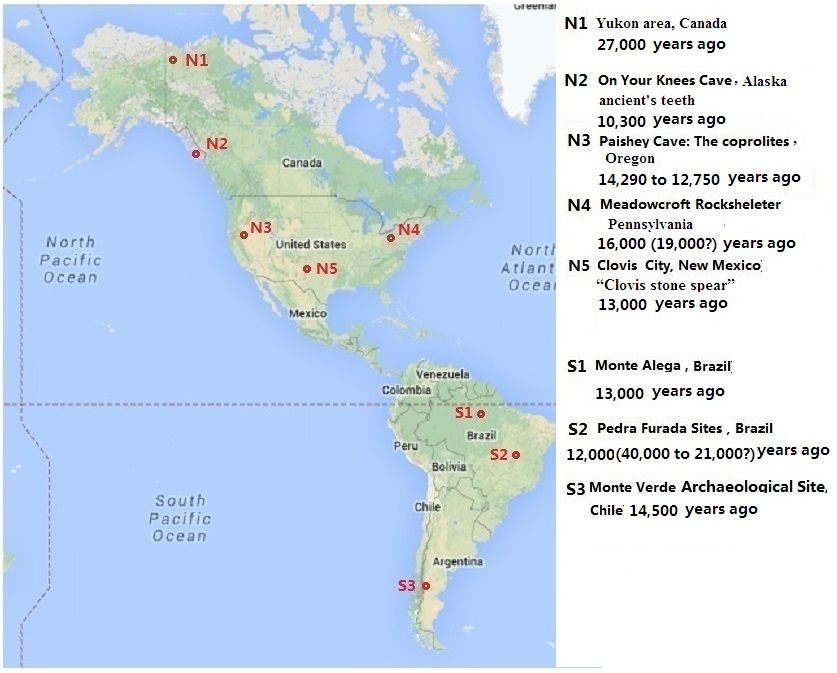 Greenlan
N1 Yukon area, Canada
27,000 years ago
N2 On Your Knees Cave, Alaska
ancient's teeth
10,300 years ago
N3 Paishey Cave: The coprolites,
Oregon
14,290 to 12,750 years ago
N4 Meadowcroft Rocksheleter
Pennsylvania
16,000 (19,000?) years ago
N5 Clovis City, New Mexico
“Clovis stone spear”
13,000 years ago
S1 Monte Alega , Brazil
13,000 years ago
S2 Pedra Furada Sites , Brazil
12,000(40,000 to 21,000?) years ago
S3 Monte Verde Archaeological Site,
Chile 14,500 years ago
N1
N2
Canada
N3
N4
United States
North
Pacific
Ocean
North
Atlant
Ocea
N5
Mexico
Venezuela
Colombia
S1
Brazil
Peru
S2
Bolivia
South
Pacific
Ocean
Chile
Argentina
S3